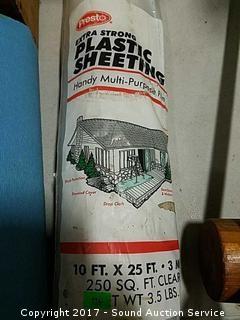 Presto
EXTRA STRONG
PLASTIC
SHEETING
Handy Multi-Purpose
Drop Cloth
10 FT. X 25 FT. • 3 M
250 SQ. FT. CLEAR
T WT 3.5 LBS.
Copyright 2017 - Sound Auction Service